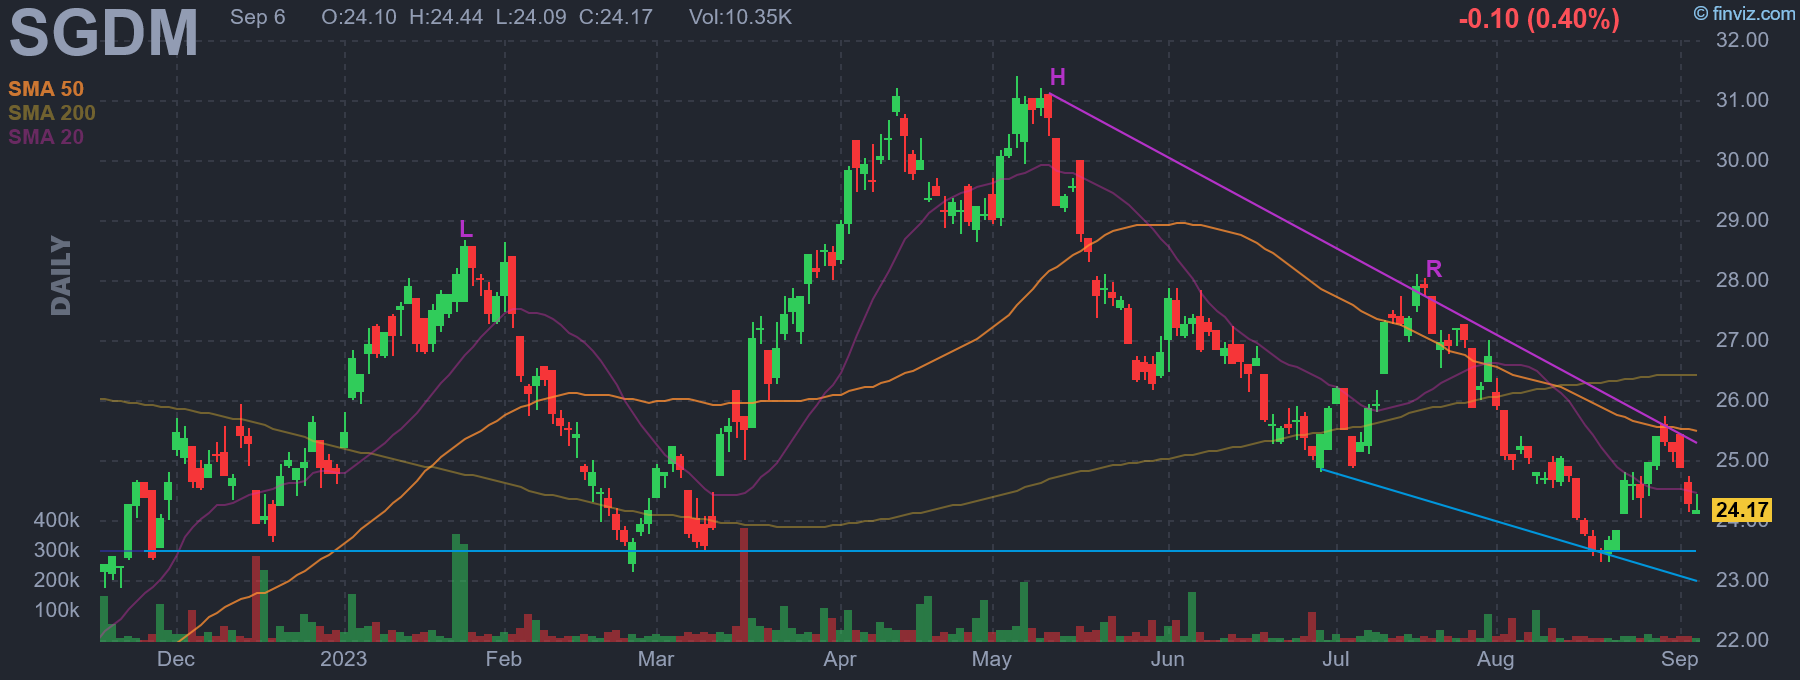 SGDM
Sep 6 O:24.10 H:24.44 L:24.09 C:24.17 Vol:10.35K
-0.10 (0.40%)
© finviz.com
SMA 50
SMA 200
SMA 20
DAILY
L
H
R
32.00
31.00
30.00
29.00
28.00
27.00
26.00
25.00
24.17
24.00
23.00
22.00
400k
300k
200k
100k
Dec 2023 Feb Mar Apr May Jun Jul Aug Sep